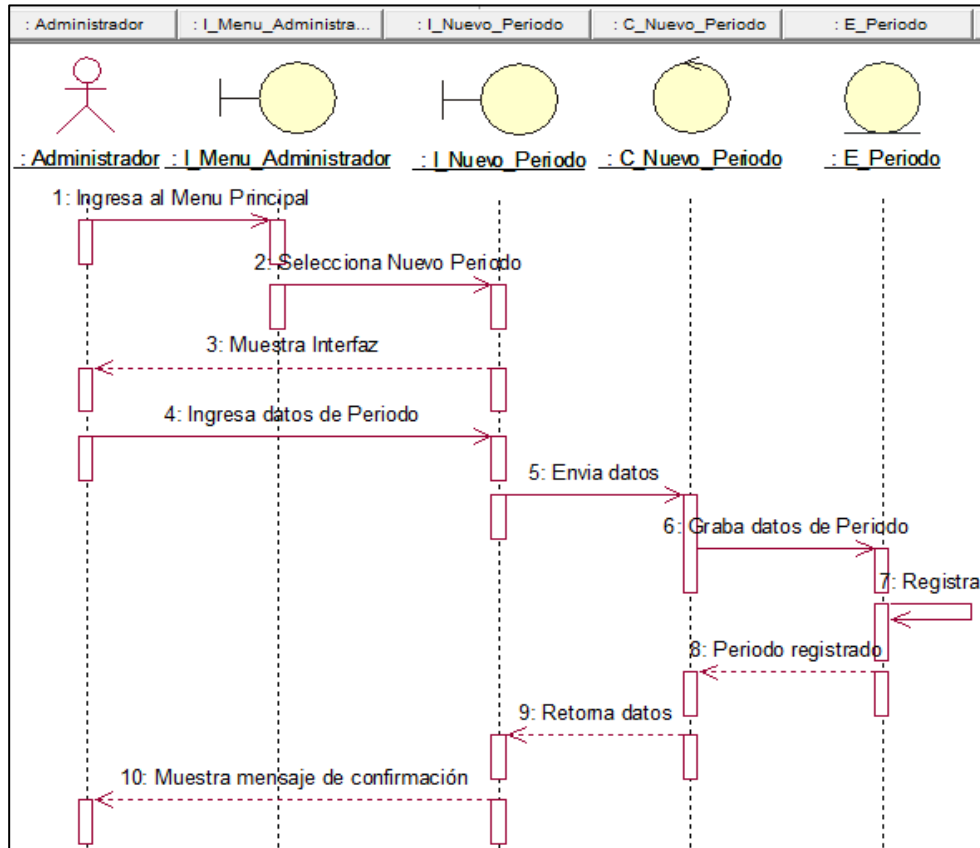 : Administrador
: I_Menu_Administra...
: I_Nuevo_Periodo
: C_Nuevo_Periodo
: E_Periodo
: Administrador
: I_Menu_Administrador
: I_Nuevo_Periodo
: C_Nuevo_Periodo
: E_Periodo
1: Ingresa al Menu Principal
2: Selecciona Nuevo Periodo
3: Muestra Interfaz
4: Ingresa datos de Periodo
5: Envia datos
6: Graba datos de Periodo
7: Registra
8: Periodo registrado
9: Retorna datos
10: Muestra mensaje de confirmación